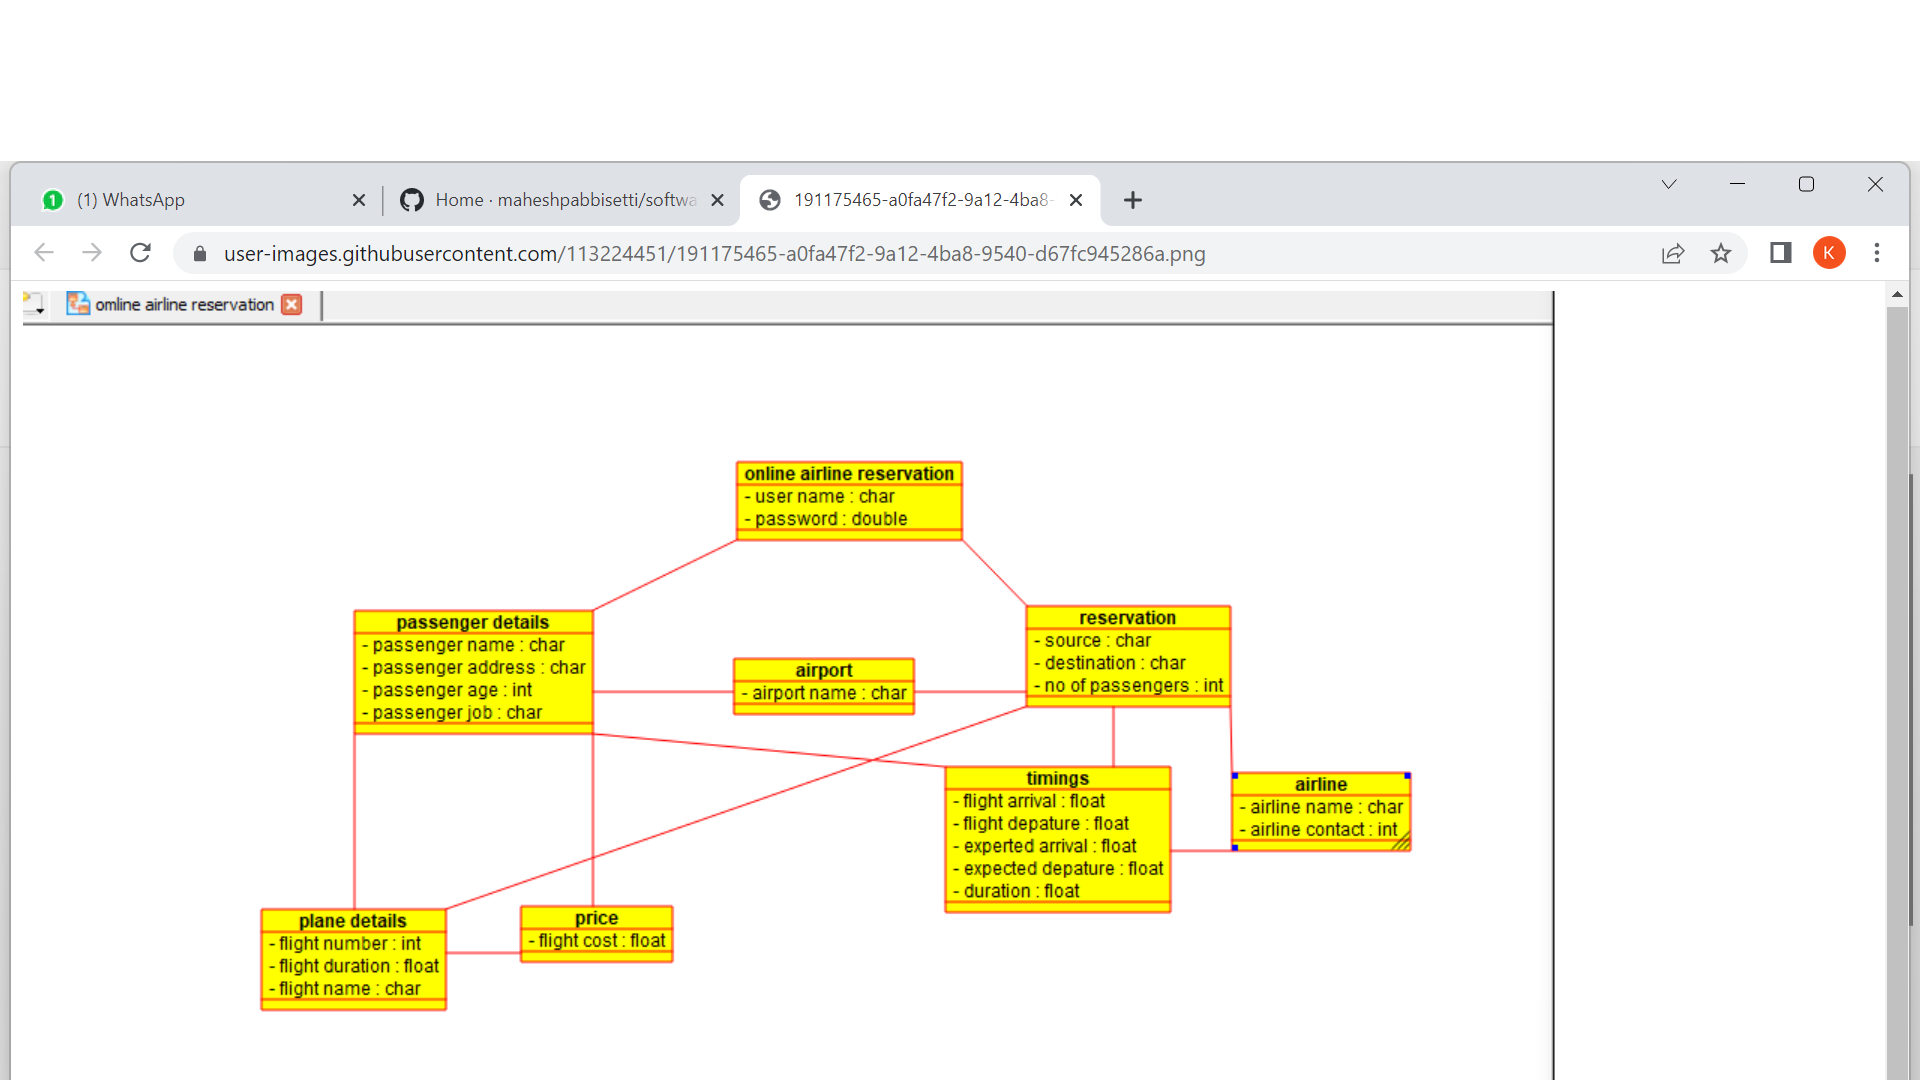 (1) WhatsApp
Home · maheshpabbisetti/softwa
191175465-a0fa47f2-9a12-4ba8-
user-images.githubusercontent.com/113224451/191175465-a0fa47f2-9a12-4ba8-9540-d67fc945286a.png
K
omline airline reservation
online airline reservation
- user name : char
- password : double
passenger details
- passenger name : char
- passenger address : char
- passenger age : int
- passenger job : char
airport
- airport name : char
reservation
- source : char
- destination : char
- no of passengers : int
timings
- flight arrival : float
- flight depature : float
- experted arrival : float
- expected depature : float
- duration : float
airline
- airline name : char
- airline contact : int
plane details
- flight number : int
- flight duration : float
- flight name : char
price
- flight cost : float